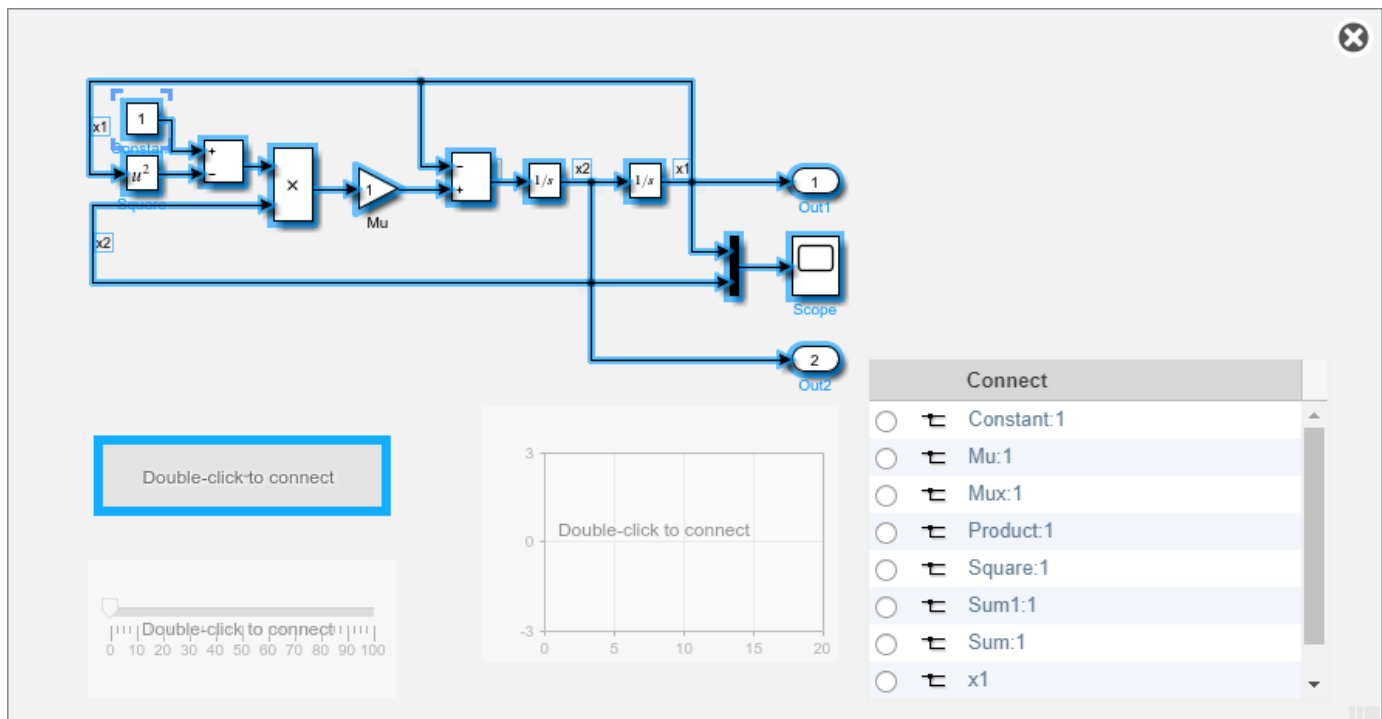 x1
1
Constant
+
−
u²
Square
×
1
Mu
−
+
1/s
x2
1/s
x1
1
Out1
x2
Scope
2
Out2
Connect
Constant:1
Mu:1
Mux:1
Product:1
Square:1
Sum1:1
Sum:1
x1
Double-click to connect
3
0
-3
Double-click to connect
0 5 10 15 20
Double-click to connect
0 10 20 30 40 50 60 70 80 90 100